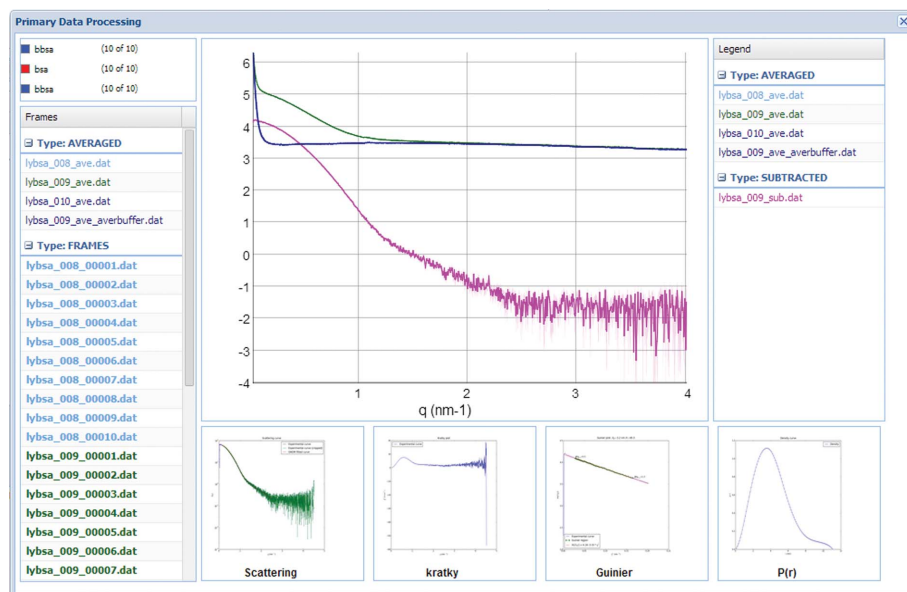 Primary Data Processing
bbsa (10 of 10)
bsa (10 of 10)
bbsa (10 of 10)
Frames
Type: AVERAGED
lybsa_008_ave.dat
lybsa_009_ave.dat
lybsa_010_ave.dat
lybsa_009_ave_averbuffer.dat
Type: FRAMES
lybsa_008_00001.dat
lybsa_008_00002.dat
lybsa_008_00003.dat
lybsa_008_00004.dat
lybsa_008_00005.dat
lybsa_008_00006.dat
lybsa_008_00007.dat
lybsa_008_00008.dat
lybsa_008_00009.dat
lybsa_008_00010.dat
lybsa_009_00001.dat
lybsa_009_00002.dat
lybsa_009_00003.dat
lybsa_009_00004.dat
lybsa_009_00005.dat
lybsa_009_00006.dat
lybsa_009_00007.dat
6
5
4
3
2
1
0
-1
-2
-3
-4
1 2 3 4
q (nm-1)
Legend
Type: AVERAGED
lybsa_008_ave.dat
lybsa_009_ave.dat
lybsa_010_ave.dat
lybsa_009_ave_averbuffer.dat
Type: SUBTRACTED
lybsa_009_sub.dat
Scattering
kratky
Guinier
P(r)